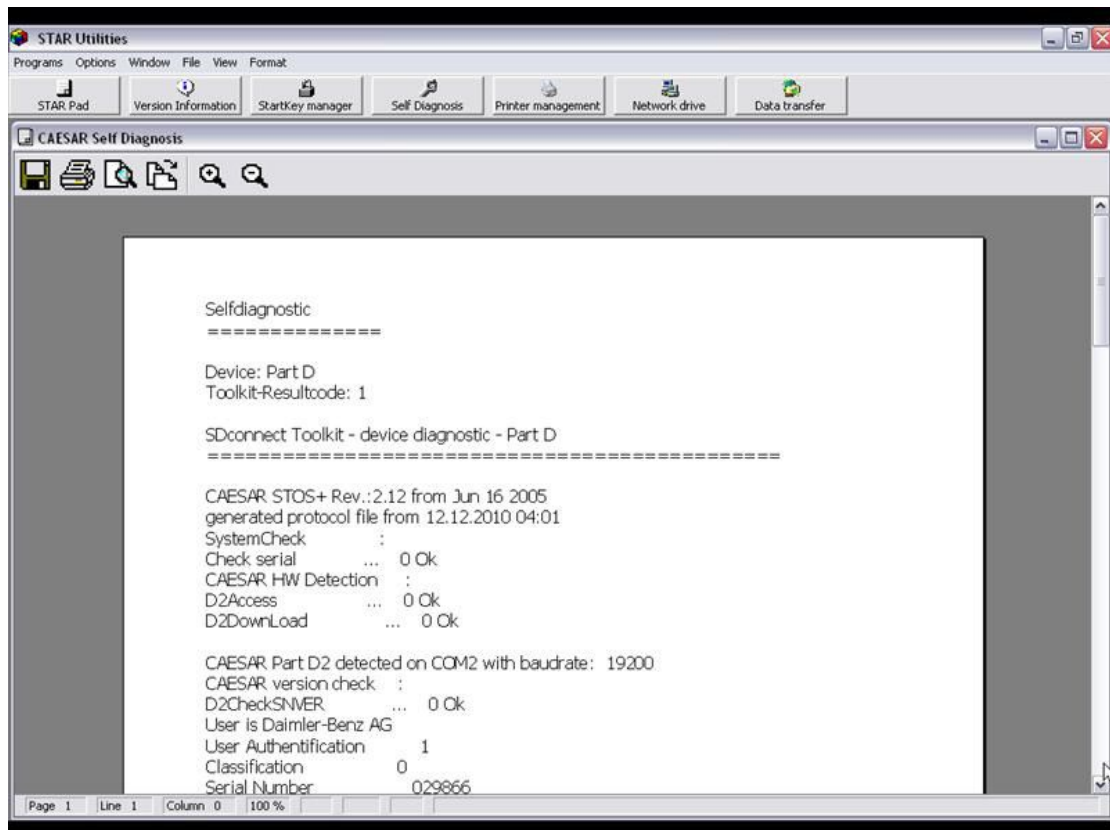 STAR Utilities
Programs Options Window File View Format
STAR Pad Version Information StartKey manager Self Diagnosis Printer management Network drive Data transfer
CAESAR Self Diagnosis
Selfdiagnostic
==============
Device: Part D
Toolkit-Resultcode: 1
SDconnect Toolkit - device diagnostic - Part D
==============================================
CAESAR STOS+ Rev.:2.12 from Jun 16 2005
generated protocol file from 12.12.2010 04:01
SystemCheck :
Check serial ... 0 Ok
CAESAR HW Detection :
D2Access ... 0 Ok
D2DownLoad ... 0 Ok
CAESAR Part D2 detected on COM2 with baudrate: 19200
CAESAR version check :
D2CheckSNVER ... 0 Ok
User is Daimler-Benz AG
User Authentification 1
Classification 0
Serial Number 029866
Page 1 Line 1 Column 0 100 %